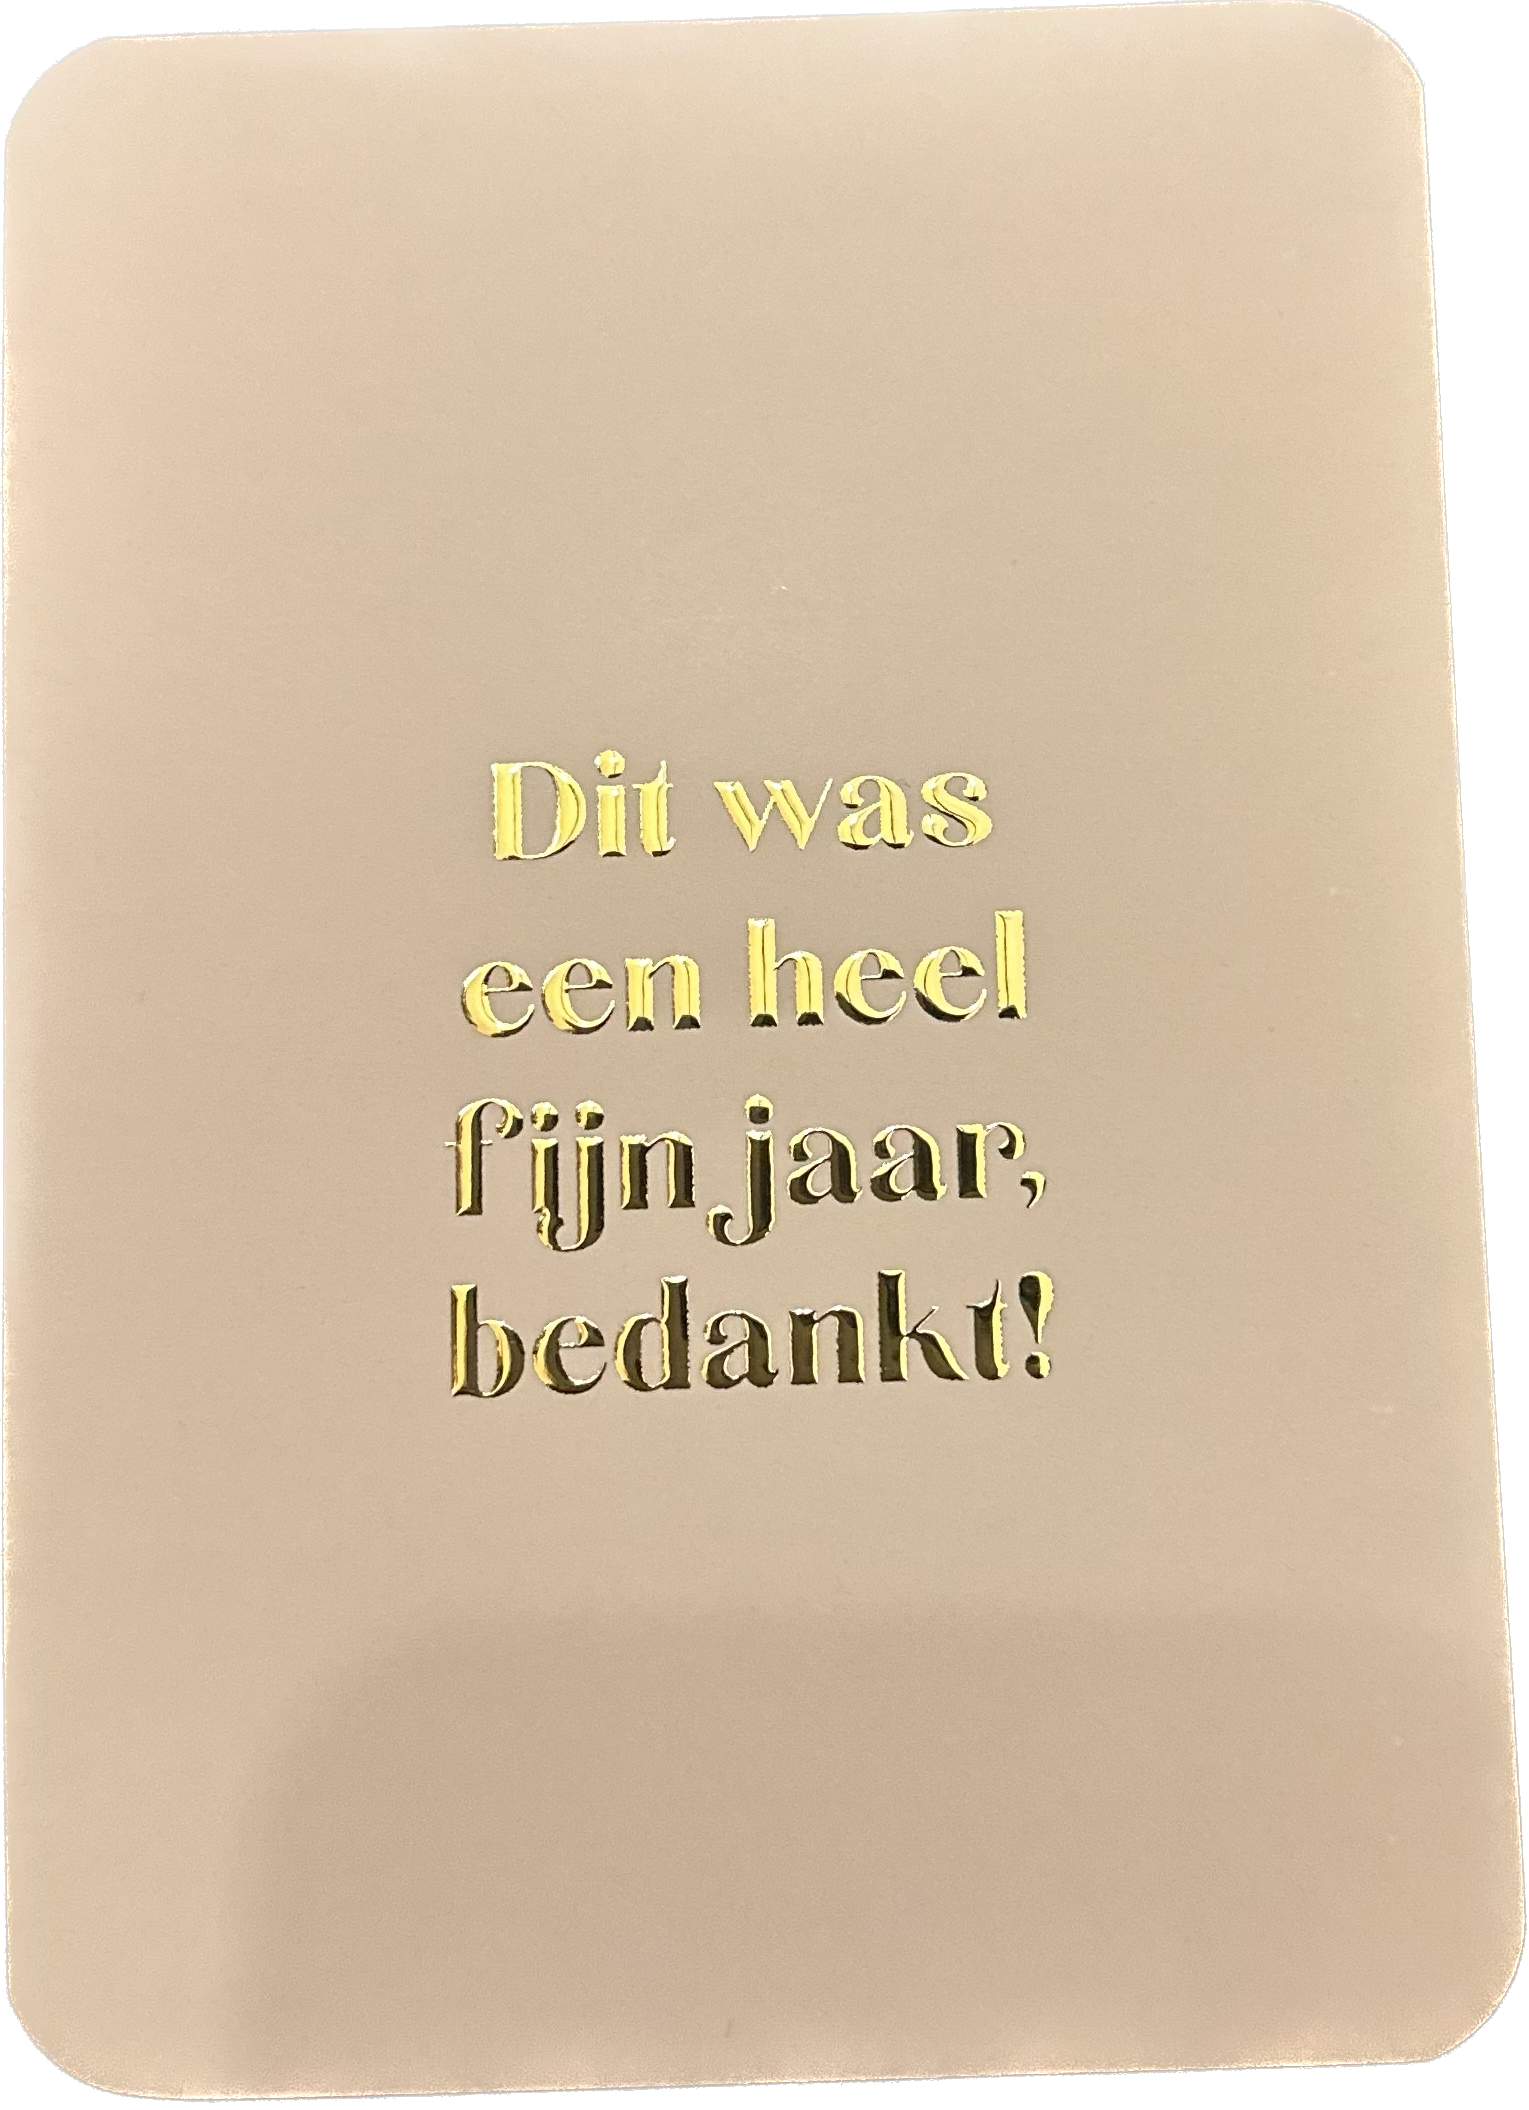 Dit was
een heel
fijn jaar,
bedankt!